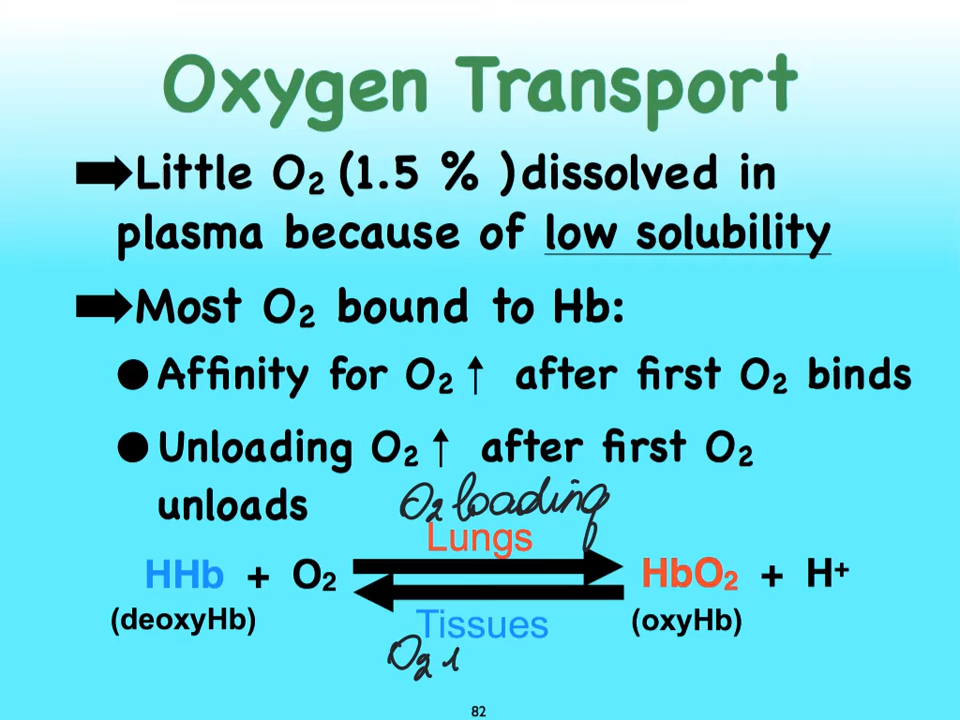 Oxygen Transport
➡Little O₂ (1.5 % )dissolved in
plasma because of low solubility
➡Most O₂ bound to Hb:
●Affinity for O₂↑ after first O₂ binds
●Unloading O₂↑ after first O₂
unloads
O₂ loading
Lungs
HHb + O₂ HbO₂ + H⁺
(deoxyHb) Tissues (oxyHb)
O₂
82